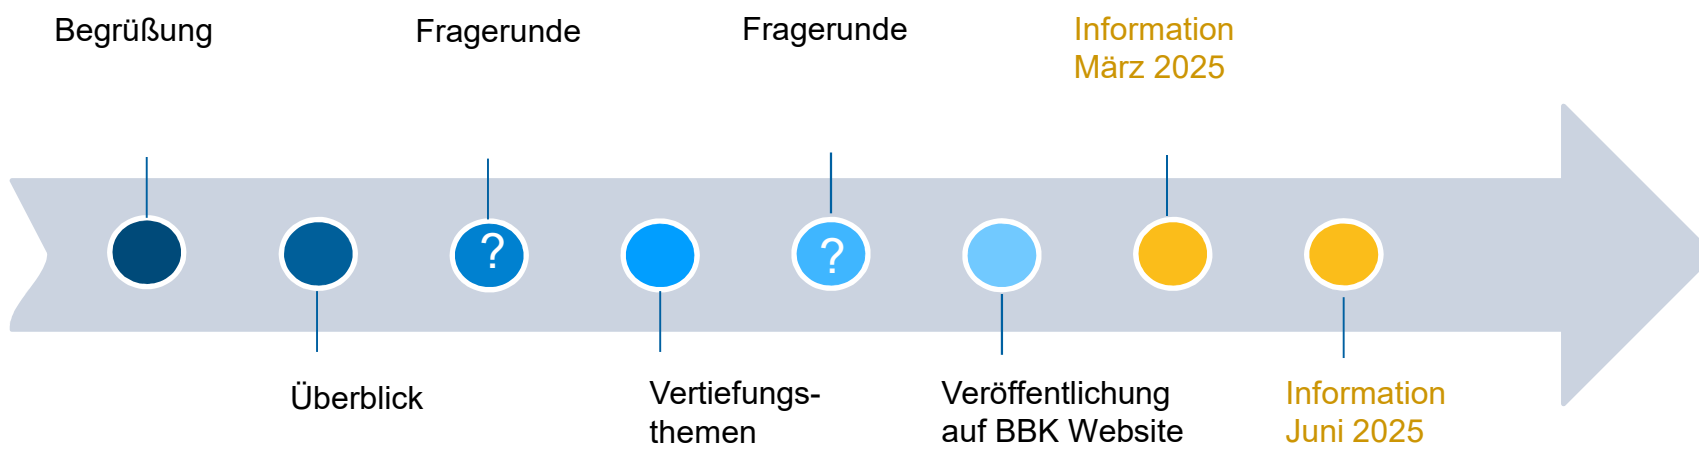 Begrüßung
Fragerunde
Fragerunde
Information
März 2025
?
?
Überblick
Vertiefungs-
themen
Veröffentlichung
auf BBK Website
Information
Juni 2025